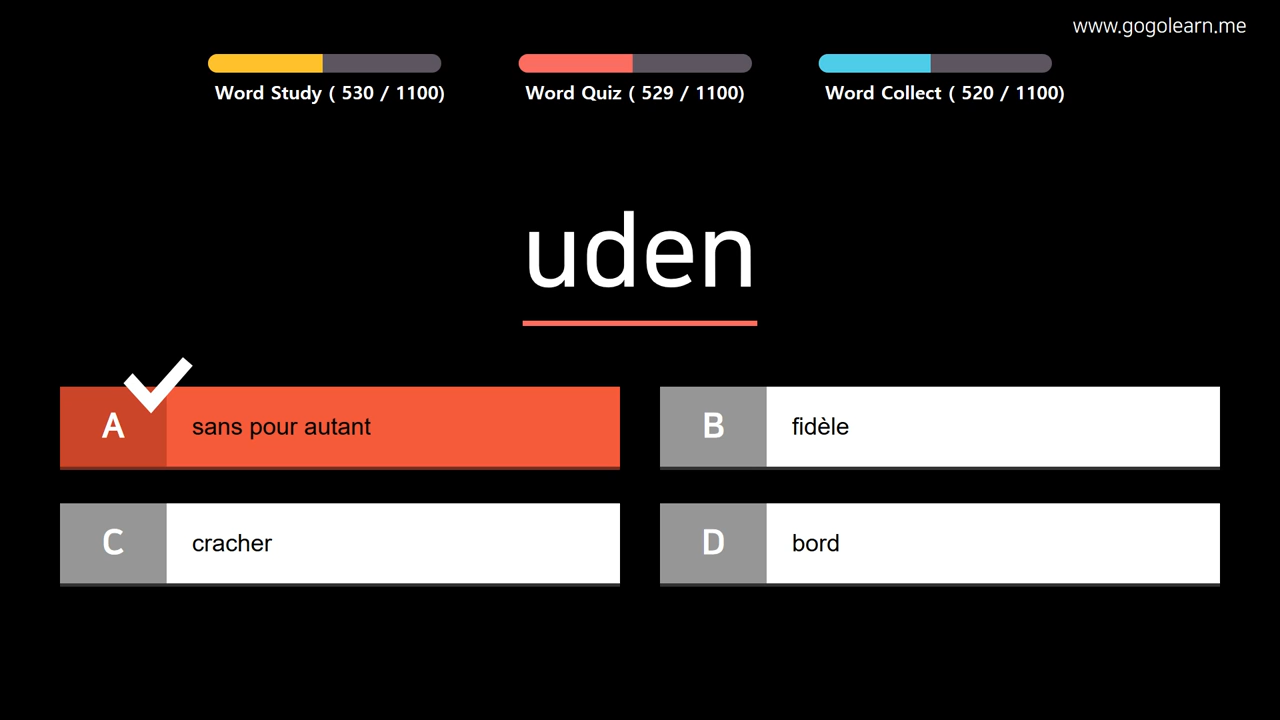 www.gogolearn.me
Word Study ( 530 / 1100)
Word Quiz ( 529 / 1100)
Word Collect ( 520 / 1100)
uden
A sans pour autant
B fidèle
C cracher
D bord